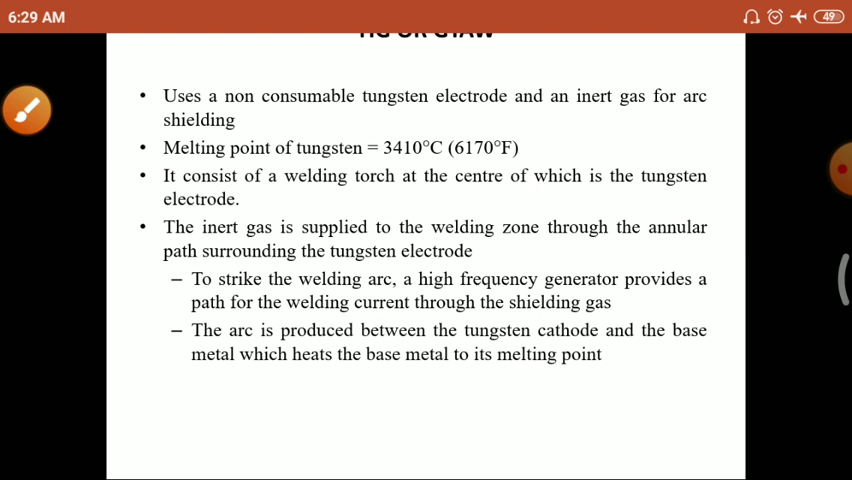 6:29 AM
49
TIG OR GTAW
• Uses a non consumable tungsten electrode and an inert gas for arc
shielding
• Melting point of tungsten = 3410°C (6170°F)
• It consist of a welding torch at the centre of which is the tungsten
electrode.
• The inert gas is supplied to the welding zone through the annular
path surrounding the tungsten electrode
– To strike the welding arc, a high frequency generator provides a
path for the welding current through the shielding gas
– The arc is produced between the tungsten cathode and the base
metal which heats the base metal to its melting point